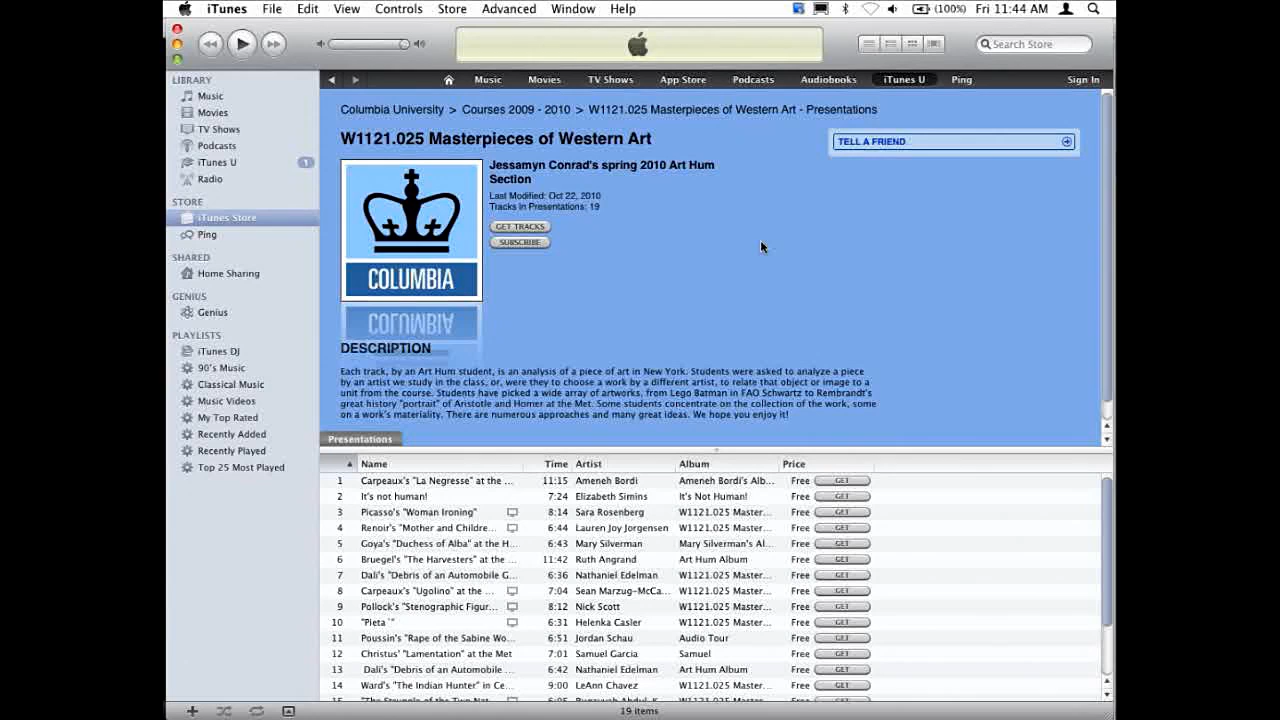 iTunes File Edit View Controls Store Advanced Window Help (100%) Fri 11:44 AM
Search Store
LIBRARY
Music
Movies
TV Shows
Podcasts
iTunes U 1
Radio
STORE
iTunes Store
Ping
SHARED
Home Sharing
GENIUS
Genius
PLAYLISTS
iTunes DJ
90's Music
Classical Music
Music Videos
My Top Rated
Recently Added
Recently Played
Top 25 Most Played
Music Movies TV Shows App Store Podcasts Audiobooks iTunes U Ping Sign In
Columbia University > Courses 2009 - 2010 > W1121.025 Masterpieces of Western Art - Presentations
W1121.025 Masterpieces of Western Art
TELL A FRIEND
COLUMBIA
Jessamyn Conrad's spring 2010 Art Hum
Section
Last Modified: Oct 22, 2010
Tracks in Presentations: 19
GET TRACKS
SUBSCRIBE
DESCRIPTION
Each track, by an Art Hum student, is an analysis of a piece of art in New York. Students were asked to analyze a piece
by an artist we study in the class, or, were they to choose a work by a different artist, to relate that object or image to a
unit from the course. Students have picked a wide array of artworks, from Lego Batman in FAO Schwartz to Rembrandt's
great history "portrait" of Aristotle and Homer at the Met. Some students concentrate on the collection of the work, some
on a work's materiality. There are numerous approaches and many great ideas. We hope you enjoy it!
Presentations
Name Time Artist Album Price
1 Carpeaux's "La Negresse" at the ... 11:15 Ameneh Bordi Ameneh Bordi's Alb... Free GET
2 It's not human! 7:24 Elizabeth Simins It's Not Human! Free GET
3 Picasso's "Woman Ironing" 8:14 Sara Rosenberg W1121.025 Master... Free GET
4 Renoir's "Mother and Childre... 6:44 Lauren Joy Jorgensen W1121.025 Master... Free GET
5 Goya's "Duchess of Alba" at the H... 6:43 Mary Silverman Mary Silverman's Al... Free GET
6 Bruegel's "The Harvesters" at the ... 11:42 Ruth Angrand Art Hum Album Free GET
7 Dali's "Debris of an Automobile G... 6:36 Nathaniel Edelman W1121.025 Master... Free GET
8 Carpeaux's "Ugolino" at the ... 7:04 Sean Marzug-McCa... W1121.025 Master... Free GET
9 Pollock's "Stenographic Figur... 8:12 Nick Scott W1121.025 Master... Free GET
10 "Pieta`" 6:31 Helenka Casler W1121.025 Master... Free GET
11 Poussin's "Rape of the Sabine Wo... 6:51 Jordan Schau Audio Tour Free GET
12 Christus' "Lamentation" at the Met 7:01 Samuel Garcia Samuel Free GET
13 Dali's "Debris of an Automobile ... 6:42 Nathaniel Edelman Art Hum Album Free GET
14 Ward's "The Indian Hunter" in Ce... 9:00 LeAnn Chavez W1121.025 Master... Free GET
19 items